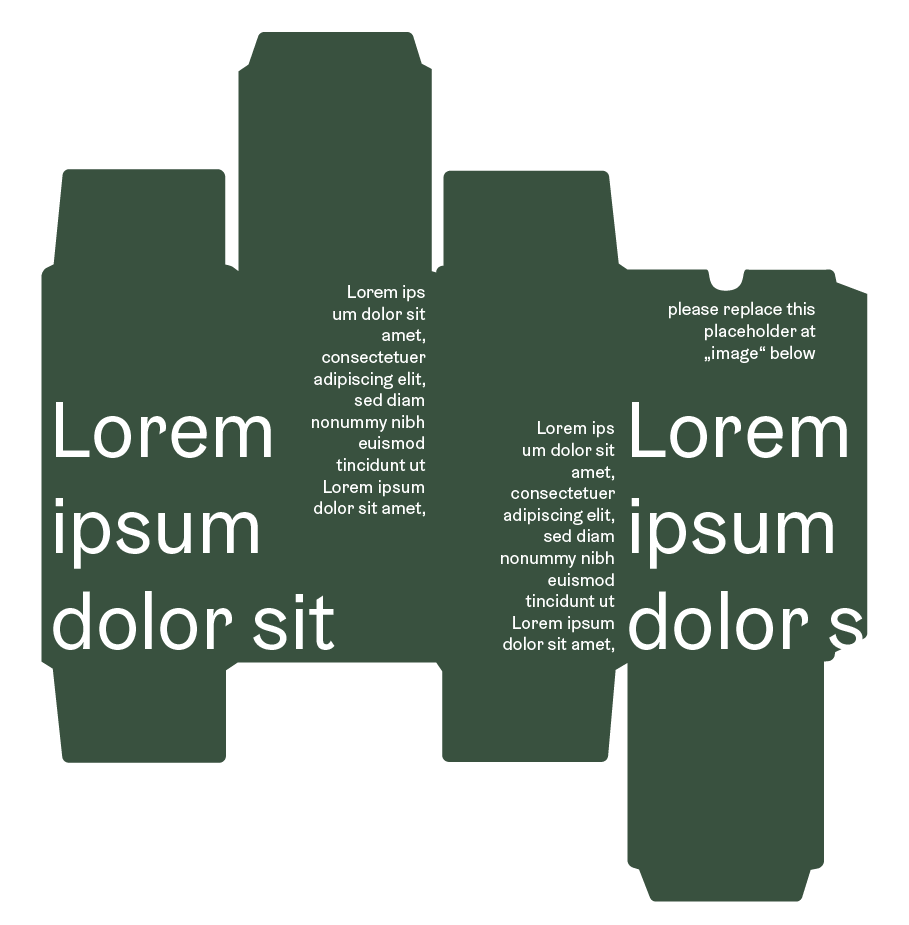 Lorem
ipsum
dolor sit
Lorem ips
um dolor sit
amet,
consectetuer
adipiscing elit,
sed diam
nonummy nibh
euismod
tincidunt ut
Lorem ipsum
dolor sit amet,
Lorem ips
um dolor sit
amet,
consectetuer
adipiscing elit,
sed diam
nonummy nibh
euismod
tincidunt ut
Lorem ipsum
dolor sit amet,
please replace this
placeholder at
„image“ below
Lorem
ipsum
dolor s